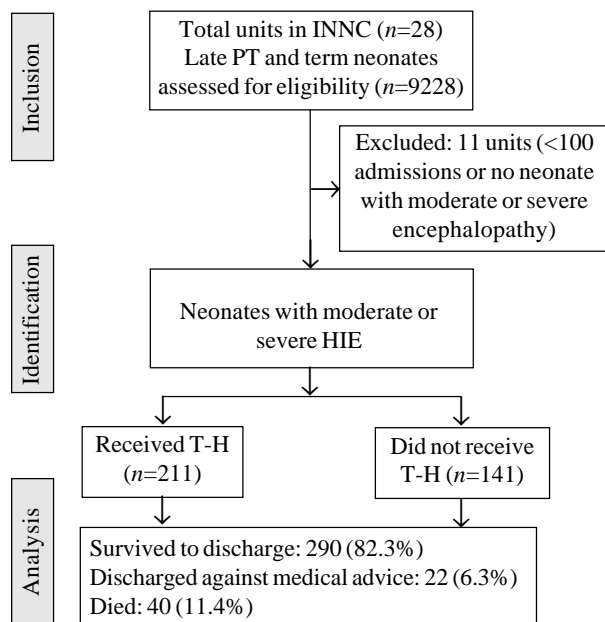 Inclusion
Total units in INNC (n=28)
Late PT and term neonates
assessed for eligibility (n=9228)
Excluded: 11 units (<100
admissions or no neonate
with moderate or severe
encephalopathy)
Identification
Neonates with moderate or
severe HIE
Received T-H
(n=211)
Did not receive
T-H (n=141)
Analysis
Survived to discharge: 290 (82.3%)
Discharged against medical advice: 22 (6.3%)
Died: 40 (11.4%)